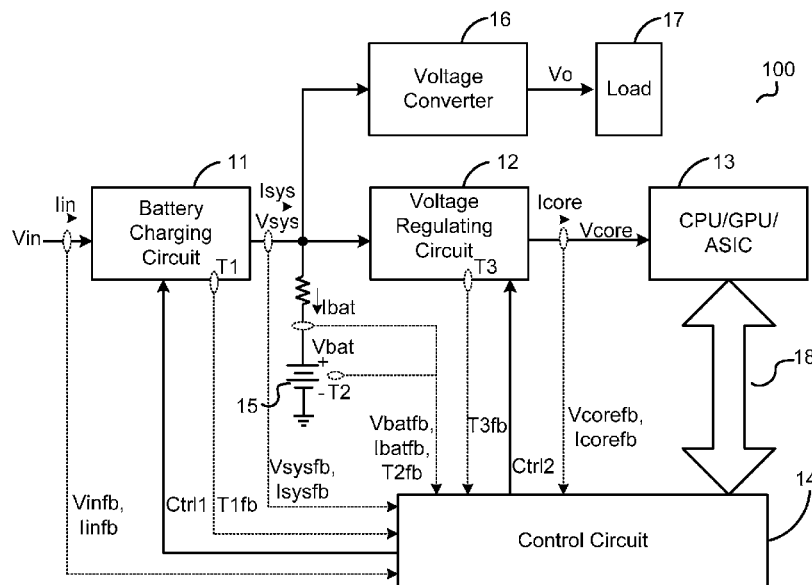 16
17
Voltage
Converter
Vo
Load
100
11
12
13
Iin
Vin
Battery
Charging
Circuit
T1
Isys
Vsys
Voltage
Regulating
Circuit
T3
Icore
Vcore
CPU/GPU/
ASIC
Ibat
Vbat
+
-
T2
15
18
Vinfb,
Iinfb
Ctrl1
T1fb
Vsysfb,
Isysfb
Vbatfb,
Ibatfb,
T2fb
T3fb
Ctrl2
Vcorefb,
Icorefb
14
Control Circuit